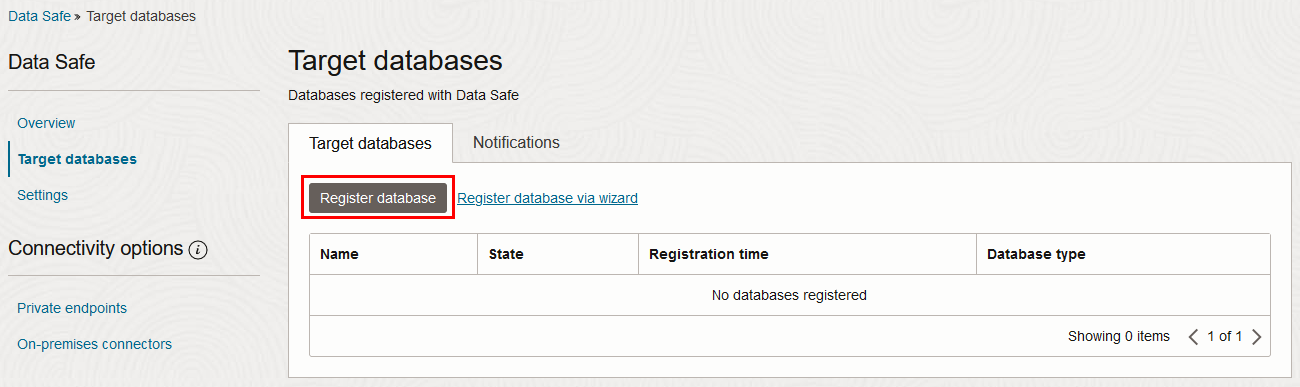 Data Safe » Target databases
Data Safe
Overview
Target databases
Settings
Connectivity options i
Private endpoints
On-premises connectors
Target databases
Databases registered with Data Safe
Target databases Notifications
Register database Register database via wizard
Name State Registration time Database type
No databases registered
Showing 0 items < 1 of 1 >